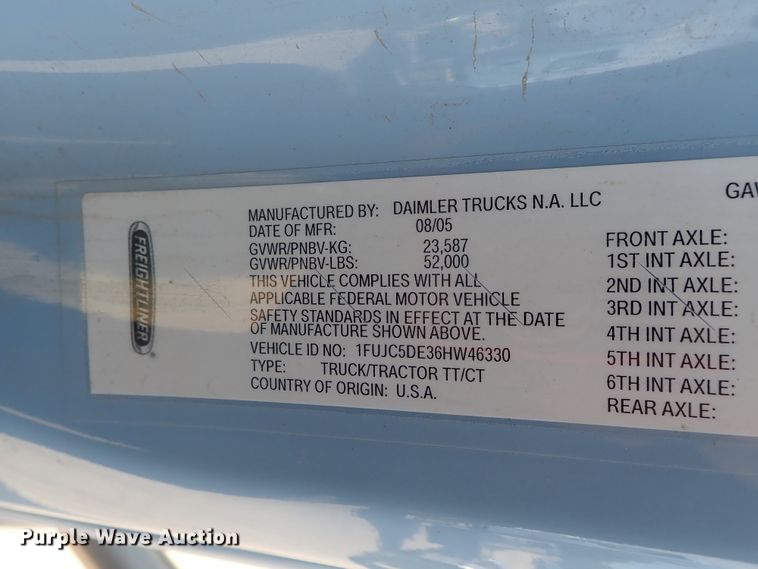 FREIGHTLINER
MANUFACTURED BY: DAIMLER TRUCKS N.A. LLC
DATE OF MFR: 08/05
GVWR/PNBV-KG: 23,587
GVWR/PNBV-LBS: 52,000
THIS VEHICLE COMPLIES WITH ALL
APPLICABLE FEDERAL MOTOR VEHICLE
SAFETY STANDARDS IN EFFECT AT THE DATE
OF MANUFACTURE SHOWN ABOVE.
VEHICLE ID NO: 1FUJC5DE36HW46330
TYPE: TRUCK/TRACTOR TT/CT
COUNTRY OF ORIGIN: U.S.A.
FRONT AXLE:
1ST INT AXLE:
2ND INT AXLE:
3RD INT AXLE:
4TH INT AXLE:
5TH INT AXLE:
6TH INT AXLE:
REAR AXLE:
Purple Wave Auction